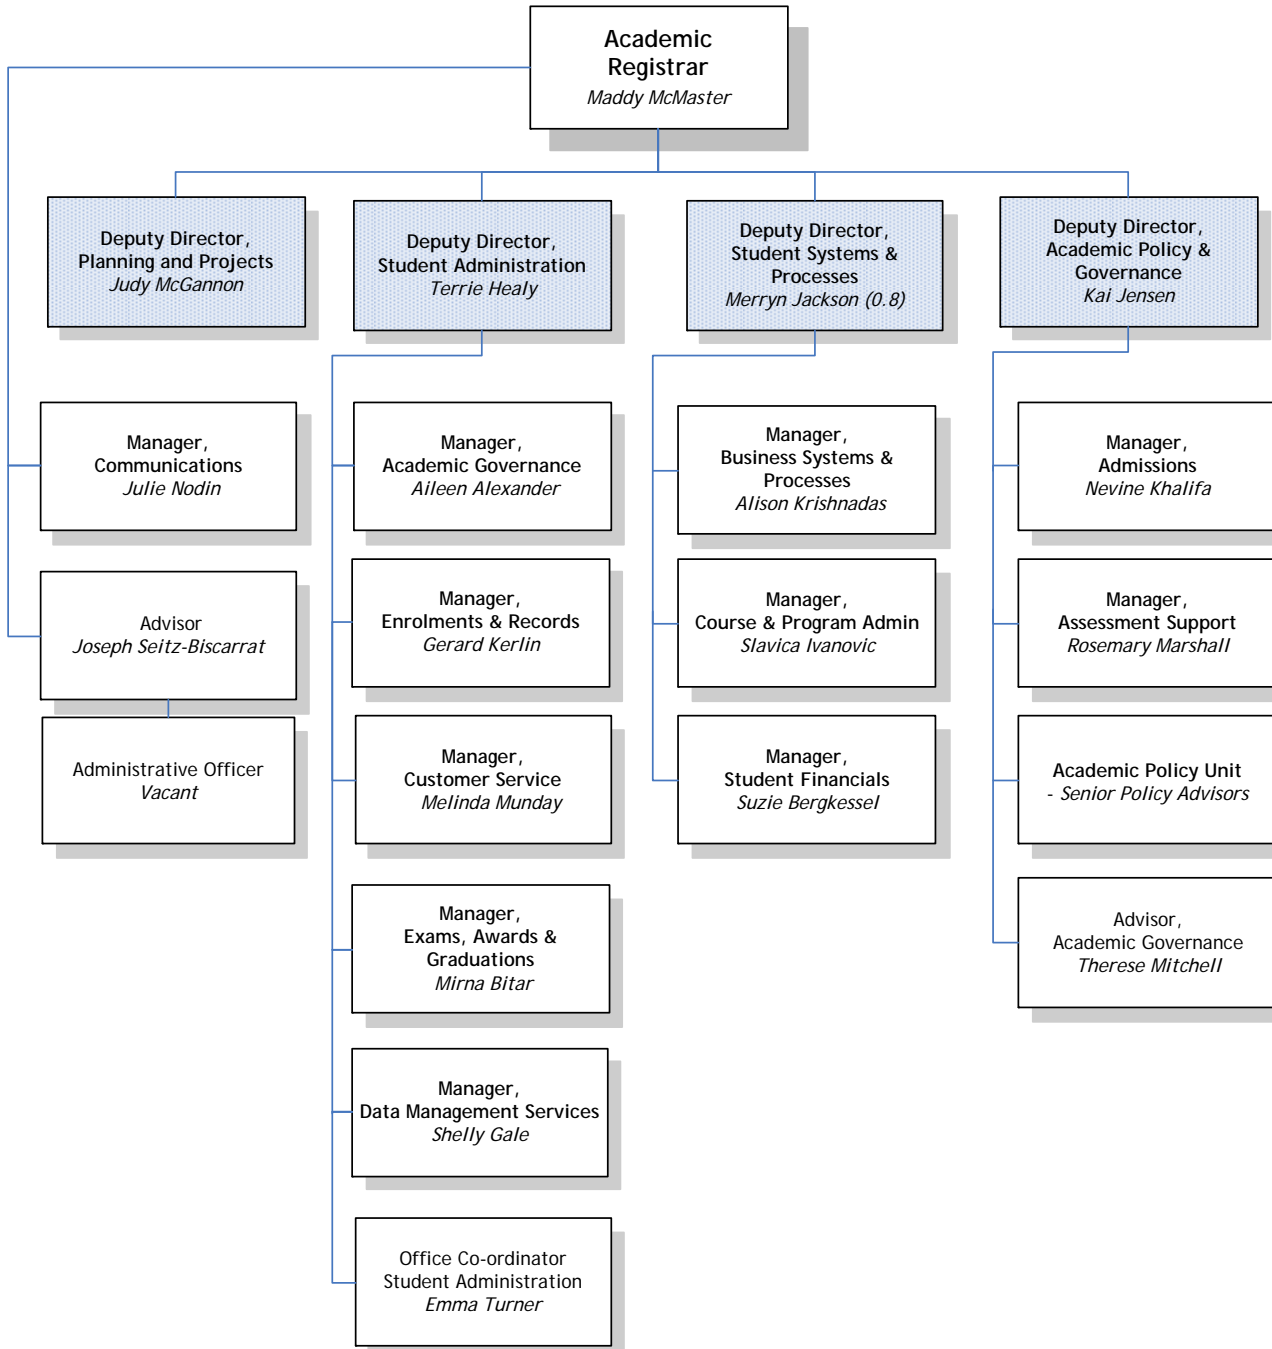 Academic
Registrar
Maddy McMaster
Deputy Director,
Planning and Projects
Judy McGannon
Deputy Director,
Student Administration
Terrie Healy
Deputy Director,
Student Systems &
Processes
Merryn Jackson (0.8)
Deputy Director,
Academic Policy &
Governance
Kai Jensen
Manager,
Communications
Julie Nodin
Advisor
Joseph Seitz-Biscarrat
Administrative Officer
Vacant
Manager,
Academic Governance
Aileen Alexander
Manager,
Enrolments & Records
Gerard Kerlin
Manager,
Customer Service
Melinda Munday
Manager,
Exams, Awards &
Graduations
Mirna Bitar
Manager,
Data Management Services
Shelly Gale
Office Co-ordinator
Student Administration
Emma Turner
Manager,
Business Systems &
Processes
Alison Krishnadas
Manager,
Course & Program Admin
Slavica Ivanovic
Manager,
Student Financials
Suzie Bergkessel
Manager,
Admissions
Nevine Khalifa
Manager,
Assessment Support
Rosemary Marshall
Academic Policy Unit
- Senior Policy Advisors
Advisor,
Academic Governance
Therese Mitchell